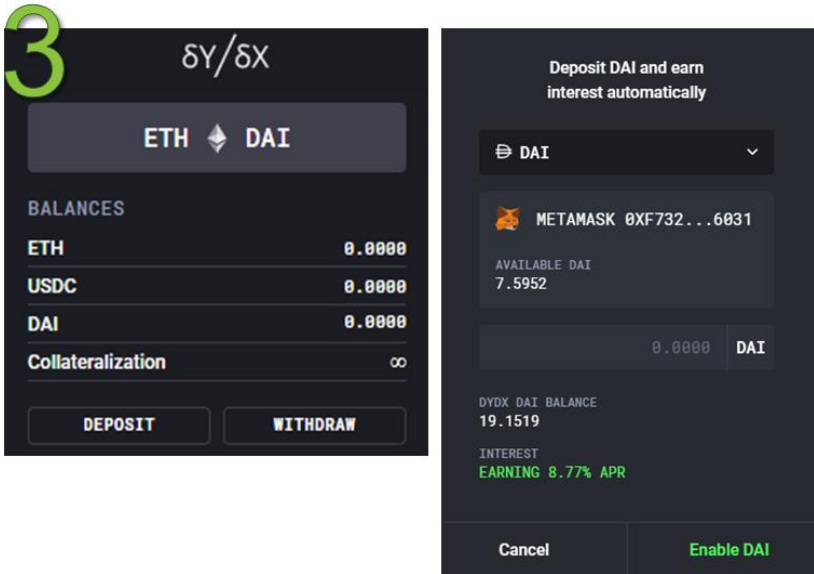 3
δY/δX
ETH DAI
BALANCES
ETH 0.0000
USDC 0.0000
DAI 0.0000
Collateralization ∞
DEPOSIT WITHDRAW
Deposit DAI and earn
interest automatically
DAI
METAMASK 0XF732...6031
AVAILABLE DAI
7.5952
0.0000 DAI
DYDX DAI BALANCE
19.1519
INTEREST
EARNING 8.77% APR
Cancel Enable DAI